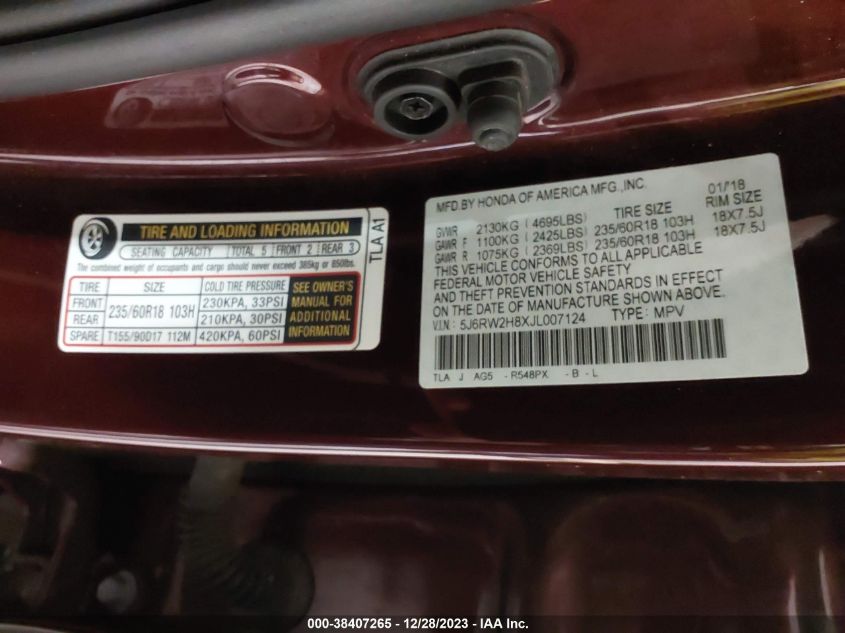 TIRE AND LOADING INFORMATION
SEATING CAPACITY TOTAL 5 FRONT 2 REAR 3
The combined weight of occupants and cargo should never exceed 385kg or 850lbs.
TIRE SIZE COLD TIRE PRESSURE
FRONT 235/60R18 103H 230KPA, 33PSI
REAR 210KPA, 30PSI
SPARE T155/90D17 112M 420KPA, 60PSI
SEE OWNER'S
MANUAL FOR
ADDITIONAL
INFORMATION
TLA A1
MFD.BY HONDA OF AMERICA MFG.,INC. 01/18
TIRE SIZE RIM SIZE
GVWR 2130KG (4695LBS)
GAWR F 1100KG (2425LBS) 235/60R18 103H 18X7.5J
GAWR R 1075KG (2369LBS) 235/60R18 103H 18X7.5J
THIS VEHICLE CONFORMS TO ALL APPLICABLE
FEDERAL MOTOR VEHICLE SAFETY
AND THEFT PREVENTION STANDARDS IN EFFECT
ON THE DATE OF MANUFACTURE SHOWN ABOVE.
V.I.N: 5J6RW2H8XJL007124 TYPE: MPV
TLA J AG5 - R548PX - B - L
000-38407265 - 12/28/2023 - IAA Inc.